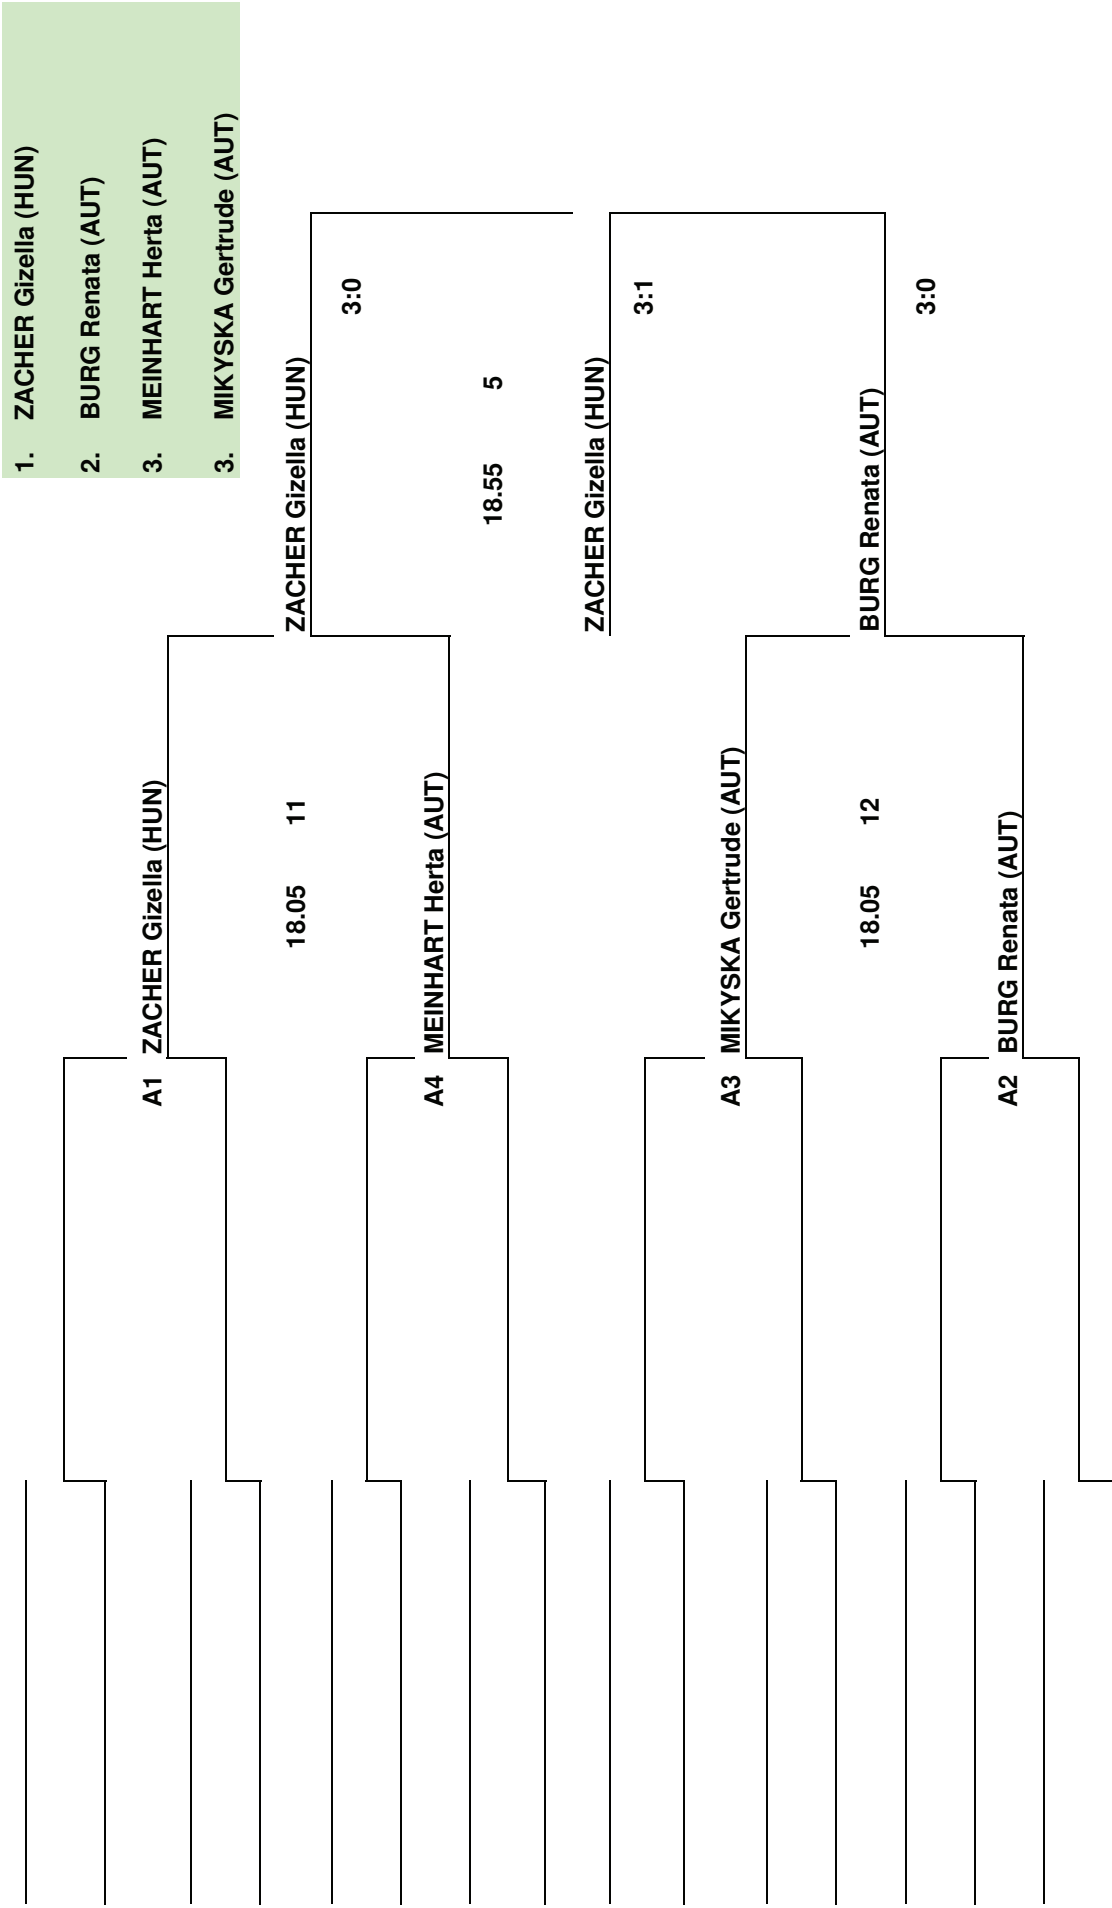 1. ZACHER Gizella (HUN)
2. BURG Renata (AUT)
3. MEINHART Herta (AUT)
3. MIKYSKA Gertrude (AUT)
A1 ZACHER Gizella (HUN)
ZACHER Gizella (HUN)
18.05 11
3:0
A4 MEINHART Herta (AUT)
18.55 5
ZACHER Gizella (HUN)
3:1
A3 MIKYSKA Gertrude (AUT)
BURG Renata (AUT)
18.05 12
3:0
A2 BURG Renata (AUT)